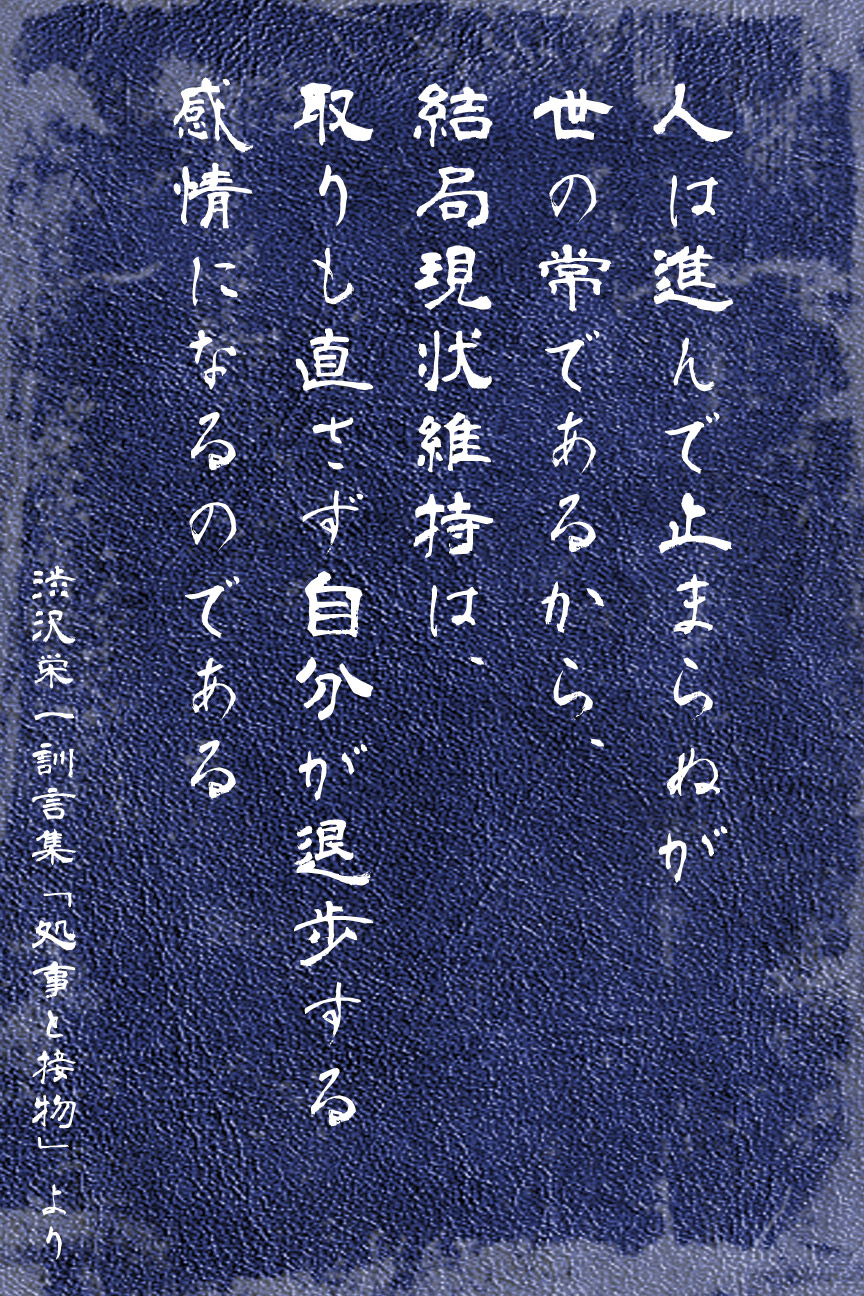 人は進んで止まらぬが
世の常であるから、
結局現状維持は、
取りも直さず自分が退歩する
感情になるのである
渋沢栄一訓言集「処事と接物」より